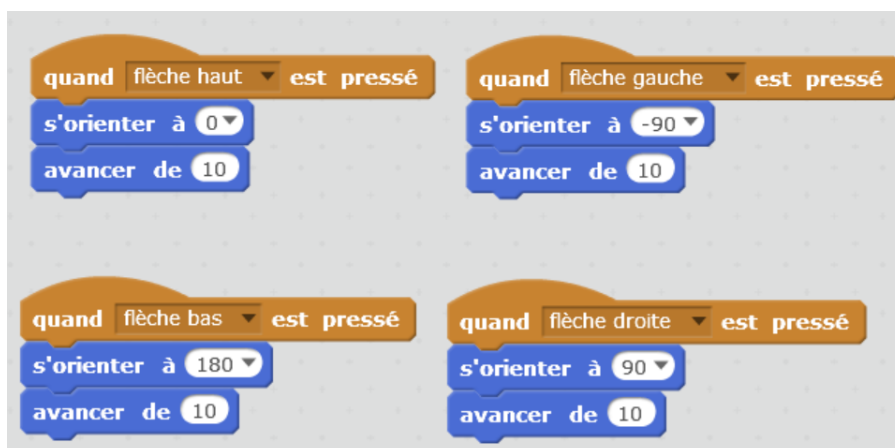 quand flèche haut est pressé
s'orienter à 0
avancer de 10
quand flèche gauche est pressé
s'orienter à -90
avancer de 10
quand flèche bas est pressé
s'orienter à 180
avancer de 10
quand flèche droite est pressé
s'orienter à 90
avancer de 10